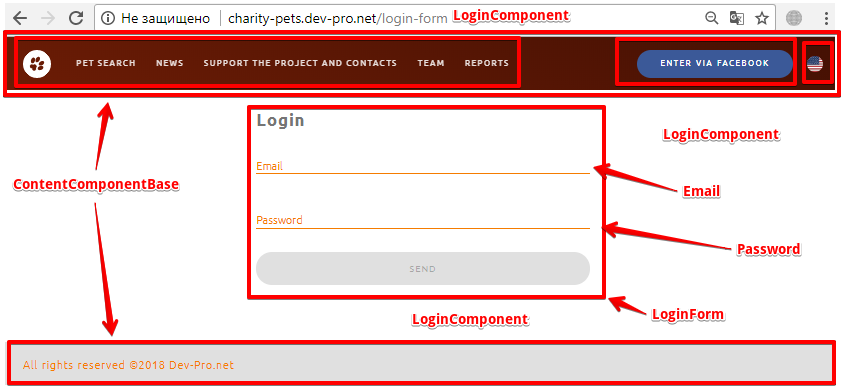 Не защищено charity-pets.dev-pro.net/login-form LoginComponent
PET SEARCH NEWS SUPPORT THE PROJECT AND CONTACTS TEAM REPORTS ENTER VIA FACEBOOK
Login
LoginComponent
Email
ContentComponentBase
Email
Password
Password
SEND
LoginForm
LoginComponent
All rights reserved ©2018 Dev-Pro.net